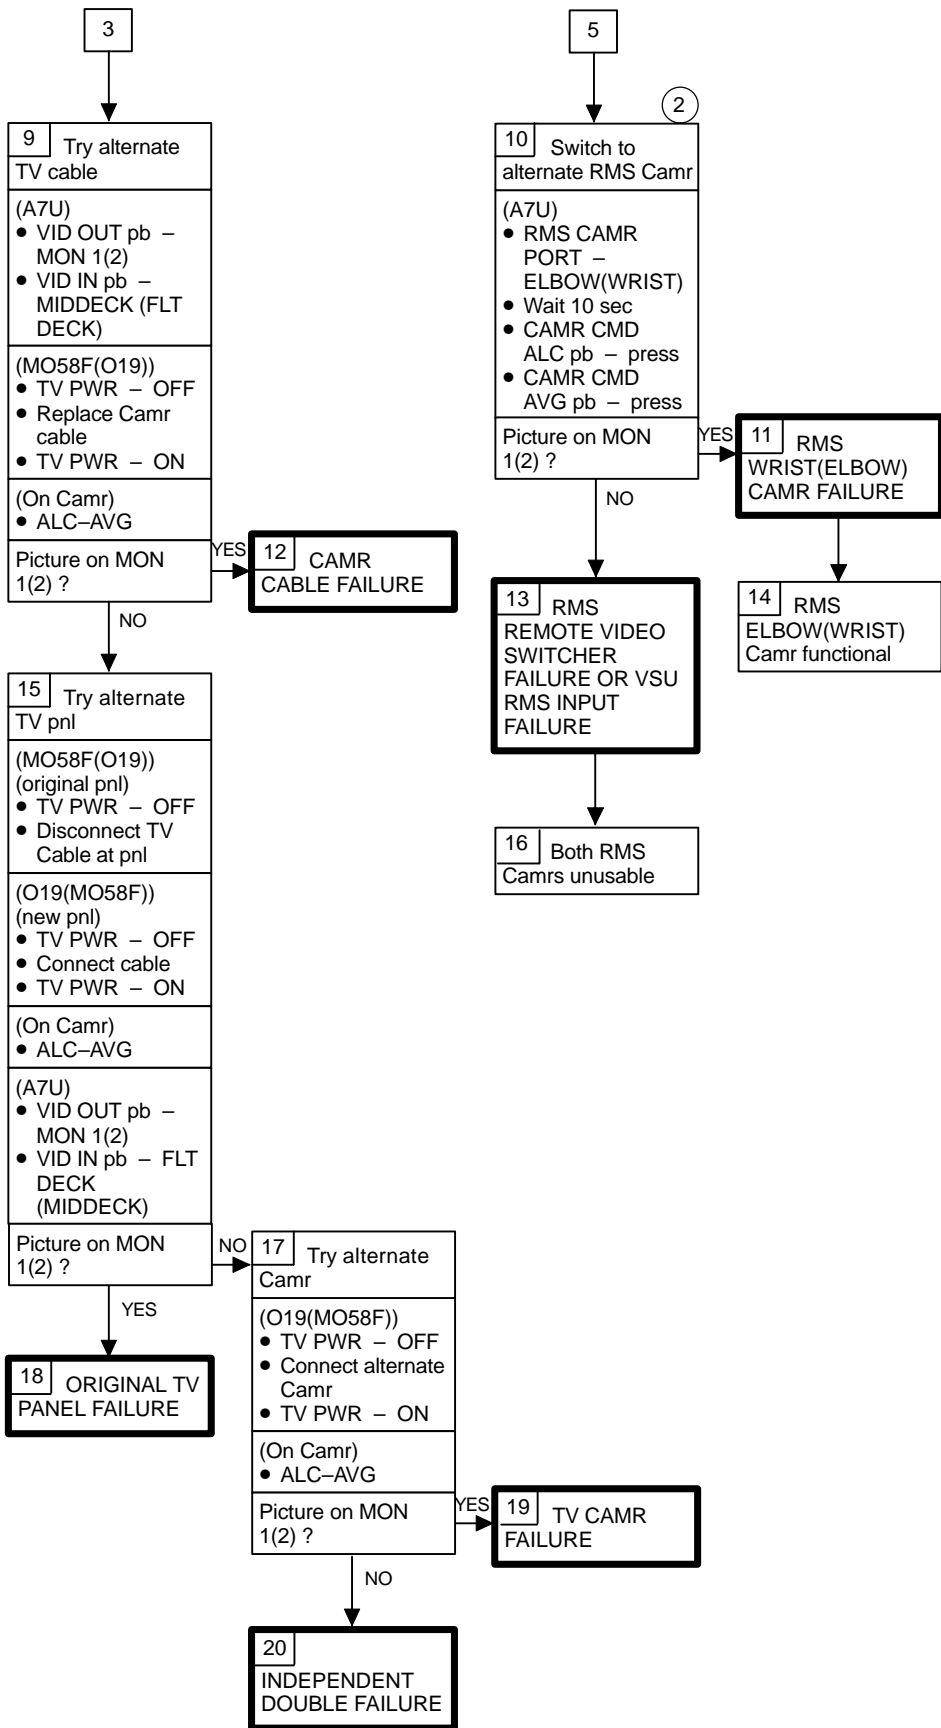 3
9 Try alternate
TV cable
(A7U)
● VID OUT pb –
MON 1(2)
● VID IN pb –
MIDDECK (FLT
DECK)
(MO58F(O19))
● TV PWR – OFF
● Replace Camr
cable
● TV PWR – ON
(On Camr)
● ALC–AVG
Picture on MON
1(2) ?
YES
12 CAMR
CABLE FAILURE
NO
15 Try alternate
TV pnl
(MO58F(O19))
(original pnl)
● TV PWR – OFF
● Disconnect TV
Cable at pnl
(O19(MO58F))
(new pnl)
● TV PWR – OFF
● Connect cable
● TV PWR – ON
(On Camr)
● ALC–AVG
(A7U)
● VID OUT pb –
MON 1(2)
● VID IN pb – FLT
DECK
(MIDDECK)
Picture on MON
1(2) ?
YES
18 ORIGINAL TV
PANEL FAILURE
NO
17 Try alternate
Camr
(O19(MO58F))
● TV PWR – OFF
● Connect alternate
Camr
● TV PWR – ON
(On Camr)
● ALC–AVG
Picture on MON
1(2) ?
YES
19 TV CAMR
FAILURE
NO
20
INDEPENDENT
DOUBLE FAILURE
5
2
10 Switch to
alternate RMS Camr
(A7U)
● RMS CAMR
PORT –
ELBOW(WRIST)
● Wait 10 sec
● CAMR CMD
ALC pb – press
● CAMR CMD
AVG pb – press
Picture on MON
1(2) ?
YES
11 RMS
WRIST(ELBOW)
CAMR FAILURE
14 RMS
ELBOW(WRIST)
Camr functional
NO
13 RMS
REMOTE VIDEO
SWITCHER
FAILURE OR VSU
RMS INPUT
FAILURE
16 Both RMS
Camrs unusable